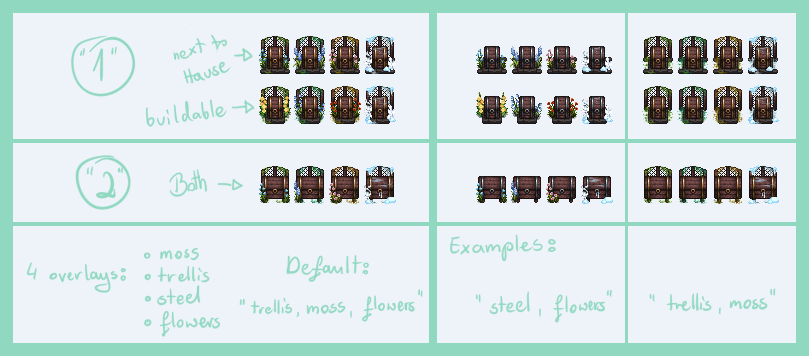 "1"
next to
House
buildable
"2"
Both
4 overlays:
moss
trellis
steel
flowers
Default:
"trellis, moss, flowers"
Examples:
"steel, flowers"
"trellis, moss"